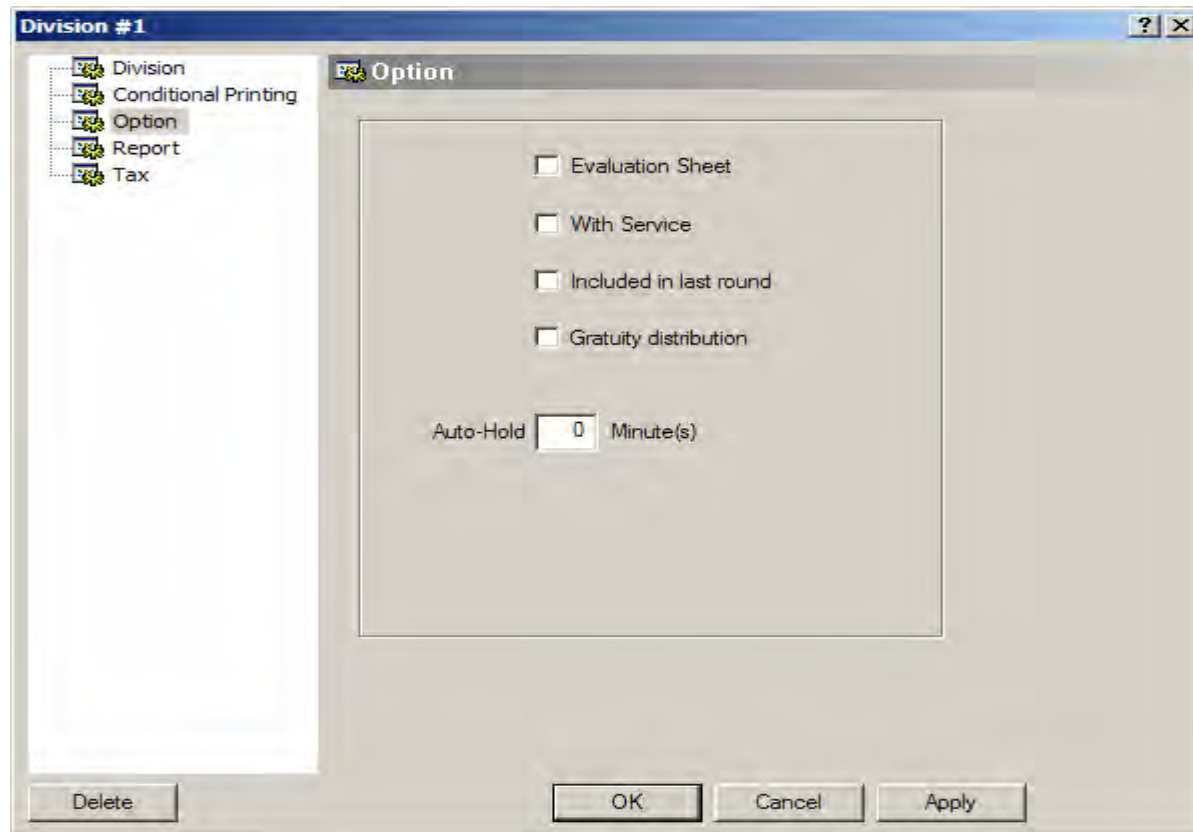 Division #1
Division
Conditional Printing
Option
Report
Tax
Option
Evaluation Sheet
With Service
Included in last round
Gratuity distribution
Auto-Hold 0 Minute(s)
Delete OK Cancel Apply